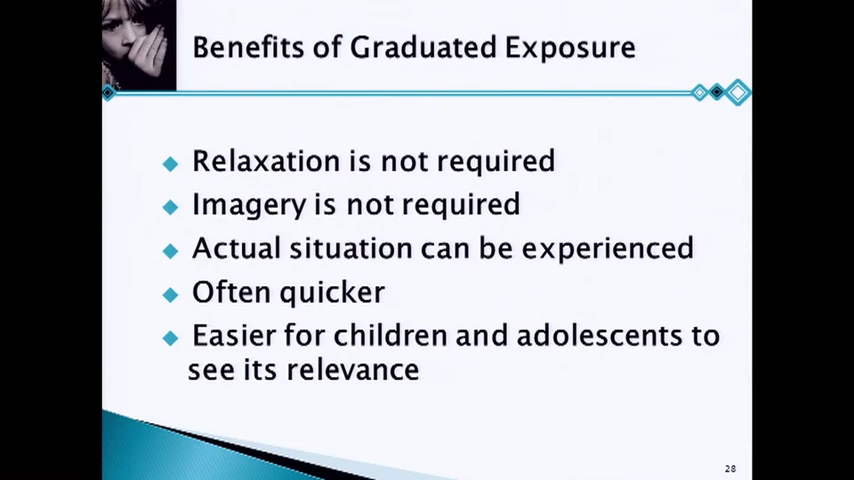 Benefits of Graduated Exposure
Relaxation is not required
Imagery is not required
Actual situation can be experienced
Often quicker
Easier for children and adolescents to
see its relevance
28